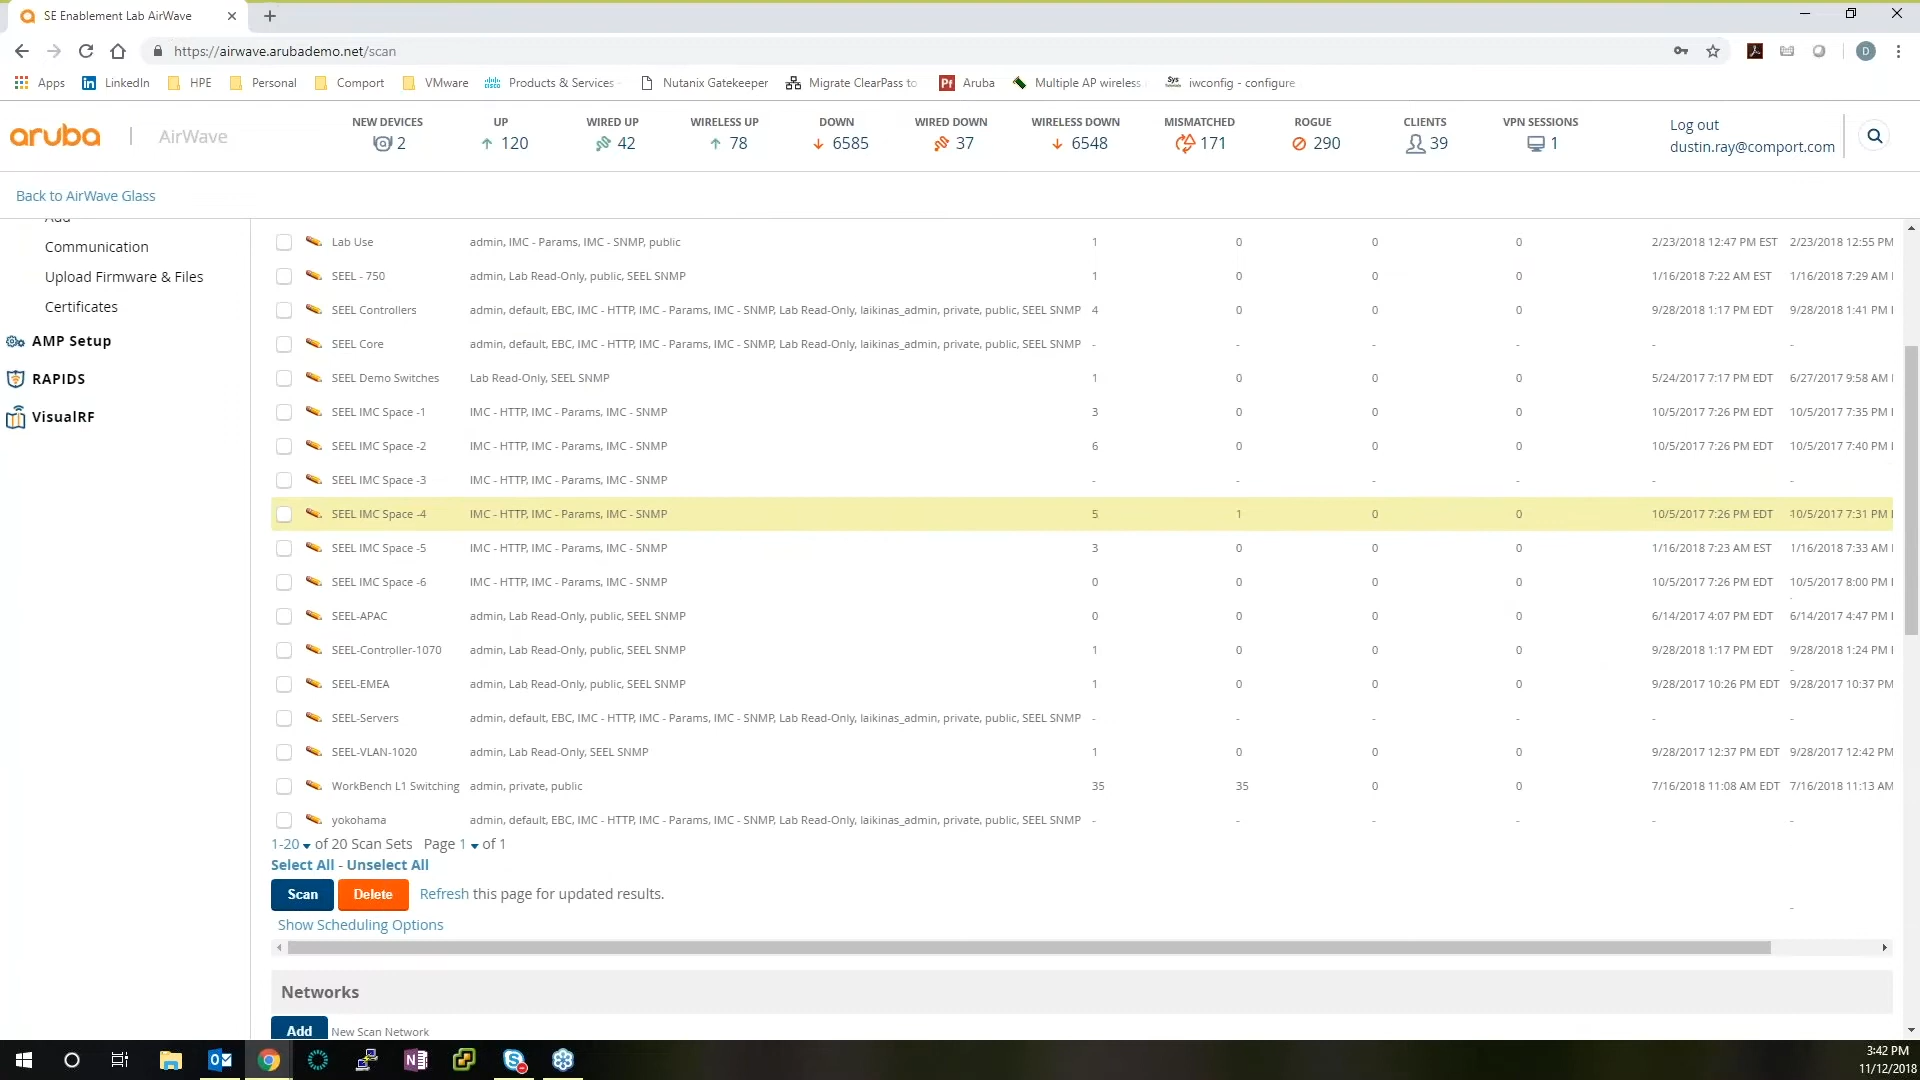 SE Enablement Lab AirWave
https://airwave.arubademo.net/scan
D
Apps LinkedIn HPE Personal Comport VMware Products & Services Nutanix Gatekeeper Migrate ClearPass to Aruba Multiple AP wireless iwconfig - configure
aruba | AirWave
NEW DEVICES UP WIRED UP WIRELESS UP DOWN WIRED DOWN WIRELESS DOWN MISMATCHED ROGUE CLIENTS VPN SESSIONS
2 120 42 78 6585 37 6548 171 290 39 1
Log out
dustin.ray@comport.com
Back to AirWave Glass
Add
Communication
Upload Firmware & Files
Certificates
AMP Setup
RAPIDS
VisualRF
Lab Use admin, IMC - Params, IMC - SNMP, public 1 0 0 0 2/23/2018 12:47 PM EST 2/23/2018 12:55 PM
SEEL - 750 admin, Lab Read-Only, public, SEEL SNMP 1 0 0 0 1/16/2018 7:22 AM EST 1/16/2018 7:29 AM
SEEL Controllers admin, default, EBC, IMC - HTTP, IMC - Params, IMC - SNMP, Lab Read-Only, laikinas_admin, private, public, SEEL SNMP 4 0 0 0 9/28/2018 1:17 PM EDT 9/28/2018 1:41 PM
SEEL Core admin, default, EBC, IMC - HTTP, IMC - Params, IMC - SNMP, Lab Read-Only, laikinas_admin, private, public, SEEL SNMP - - - - - -
SEEL Demo Switches Lab Read-Only, SEEL SNMP 1 0 0 0 5/24/2017 7:17 PM EDT 6/27/2017 9:58 AM
SEEL IMC Space -1 IMC - HTTP, IMC - Params, IMC - SNMP 3 0 0 0 10/5/2017 7:26 PM EDT 10/5/2017 7:35 PM
SEEL IMC Space -2 IMC - HTTP, IMC - Params, IMC - SNMP 6 0 0 0 10/5/2017 7:26 PM EDT 10/5/2017 7:40 PM
SEEL IMC Space -3 IMC - HTTP, IMC - Params, IMC - SNMP - - - - - -
SEEL IMC Space -4 IMC - HTTP, IMC - Params, IMC - SNMP 5 1 0 0 10/5/2017 7:26 PM EDT 10/5/2017 7:31 PM
SEEL IMC Space -5 IMC - HTTP, IMC - Params, IMC - SNMP 3 0 0 0 1/16/2018 7:23 AM EST 1/16/2018 7:33 AM
SEEL IMC Space -6 IMC - HTTP, IMC - Params, IMC - SNMP 0 0 0 0 10/5/2017 7:26 PM EDT 10/5/2017 8:00 PM
SEEL-APAC admin, Lab Read-Only, public, SEEL SNMP 0 0 0 0 6/14/2017 4:07 PM EDT 6/14/2017 4:47 PM
SEEL-Controller-1070 admin, Lab Read-Only, public, SEEL SNMP 1 0 0 0 9/28/2018 1:17 PM EDT 9/28/2018 1:24 PM
SEEL-EMEA admin, Lab Read-Only, public, SEEL SNMP 1 0 0 0 9/28/2017 10:26 PM EDT 9/28/2017 10:37 PM
SEEL-Servers admin, default, EBC, IMC - HTTP, IMC - Params, IMC - SNMP, Lab Read-Only, laikinas_admin, private, public, SEEL SNMP - - - - - -
SEEL-VLAN-1020 admin, Lab Read-Only, SEEL SNMP 1 0 0 0 9/28/2017 12:37 PM EDT 9/28/2017 12:42 PM
WorkBench L1 Switching admin, private, public 35 35 0 0 7/16/2018 11:08 AM EDT 7/16/2018 11:13 AM
yokohama admin, default, EBC, IMC - HTTP, IMC - Params, IMC - SNMP, Lab Read-Only, laikinas_admin, private, public, SEEL SNMP - - - - - -
1-20 of 20 Scan Sets Page 1 of 1
Select All - Unselect All
Scan Delete Refresh this page for updated results.
Show Scheduling Options
Networks
Add New Scan Network
3:42 PM
11/12/2018